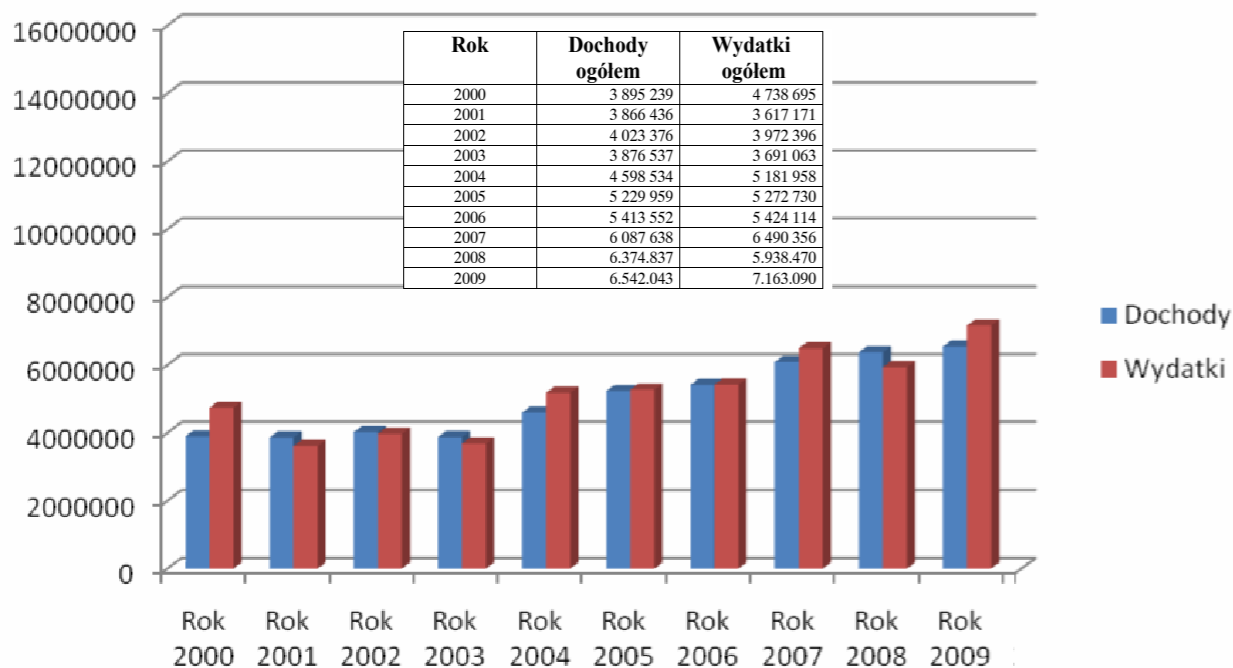 16000000
14000000
12000000
10000000
8000000
6000000
4000000
2000000
0
Rok Dochody ogółem Wydatki ogółem
2000 3 895 239 4 738 695
2001 3 866 436 3 617 171
2002 4 023 376 3 972 396
2003 3 876 537 3 691 063
2004 4 598 534 5 181 958
2005 5 229 959 5 272 730
2006 5 413 552 5 424 114
2007 6 087 638 6 490 356
2008 6.374.837 5.938.470
2009 6.542.043 7.163.090
Dochody
Wydatki
Rok Rok Rok Rok Rok Rok Rok Rok Rok Rok
2000 2001 2002 2003 2004 2005 2006 2007 2008 2009